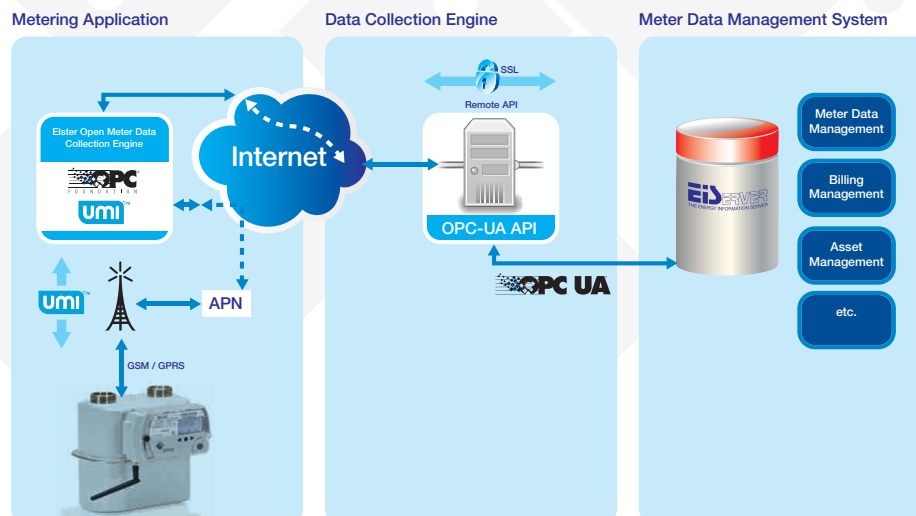 Metering Application
Data Collection Engine
Meter Data Management System
Elster Open Meter Data
Collection Engine
OPC
FOUNDATION
umi™
Internet
SSL
Remote API
OPC-UA API
OPC UA
EiServer
THE ENERGY INFORMATION SERVER
Meter Data
Management
Billing
Management
Asset
Management
etc.
umi™
APN
GSM / GPRS